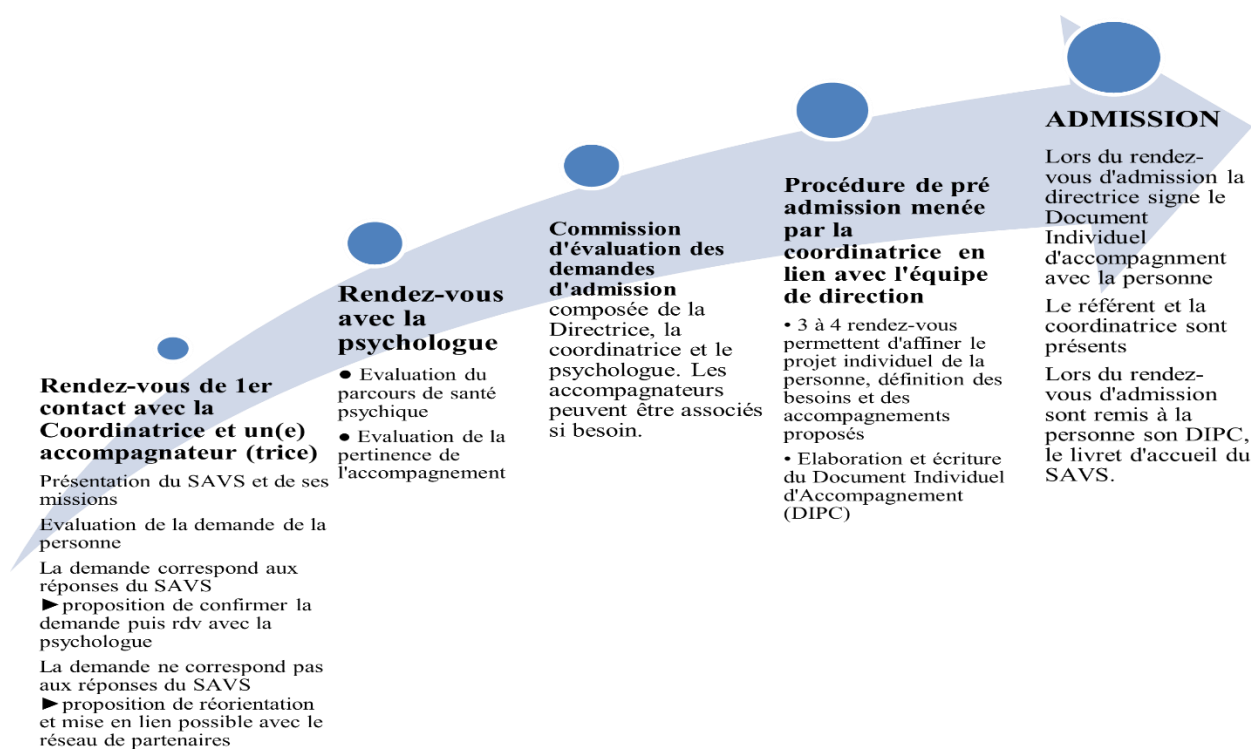 Rendez-vous de 1er
contact avec la
Coordinatrice et un(e)
accompagnateur (trice)
Présentation du SAVS et de ses
missions
Evaluation de la demande de la
personne
La demande correspond aux
réponses du SAVS
►proposition de confirmer la
demande puis rdv avec la
psychologue
La demande ne correspond pas
aux réponses du SAVS
►proposition de réorientation
et mise en lien possible avec le
réseau de partenaires
Rendez-vous
avec la
psychologue
● Evaluation du
parcours de santé
psychique
● Evaluation de la
pertinence de
l'accompagnement
Commission
d'évaluation des
demandes
d'admission
composée de la
Directrice, la
coordinatrice et le
psychologue. Les
accompagnateurs
peuvent être associés
si besoin.
Procédure de pré
admission menée
par la
coordinatrice en
lien avec l'équipe
de direction
• 3 à 4 rendez-vous
permettent d'affiner le
projet individuel de la
personne, définition des
besoins et des
accompagnements
proposés
• Elaboration et écriture
du Document Individuel
d'Accompagnement
(DIPC)
ADMISSION
Lors du rendez-
vous d'admission la
directrice signe le
Document
Individuel
d'accompagnment
avec la personne
Le référent et la
coordinatrice sont
présents
Lors du rendez-
vous d'admission
sont remis à la
personne son DIPC,
le livret d'accueil du
SAVS.